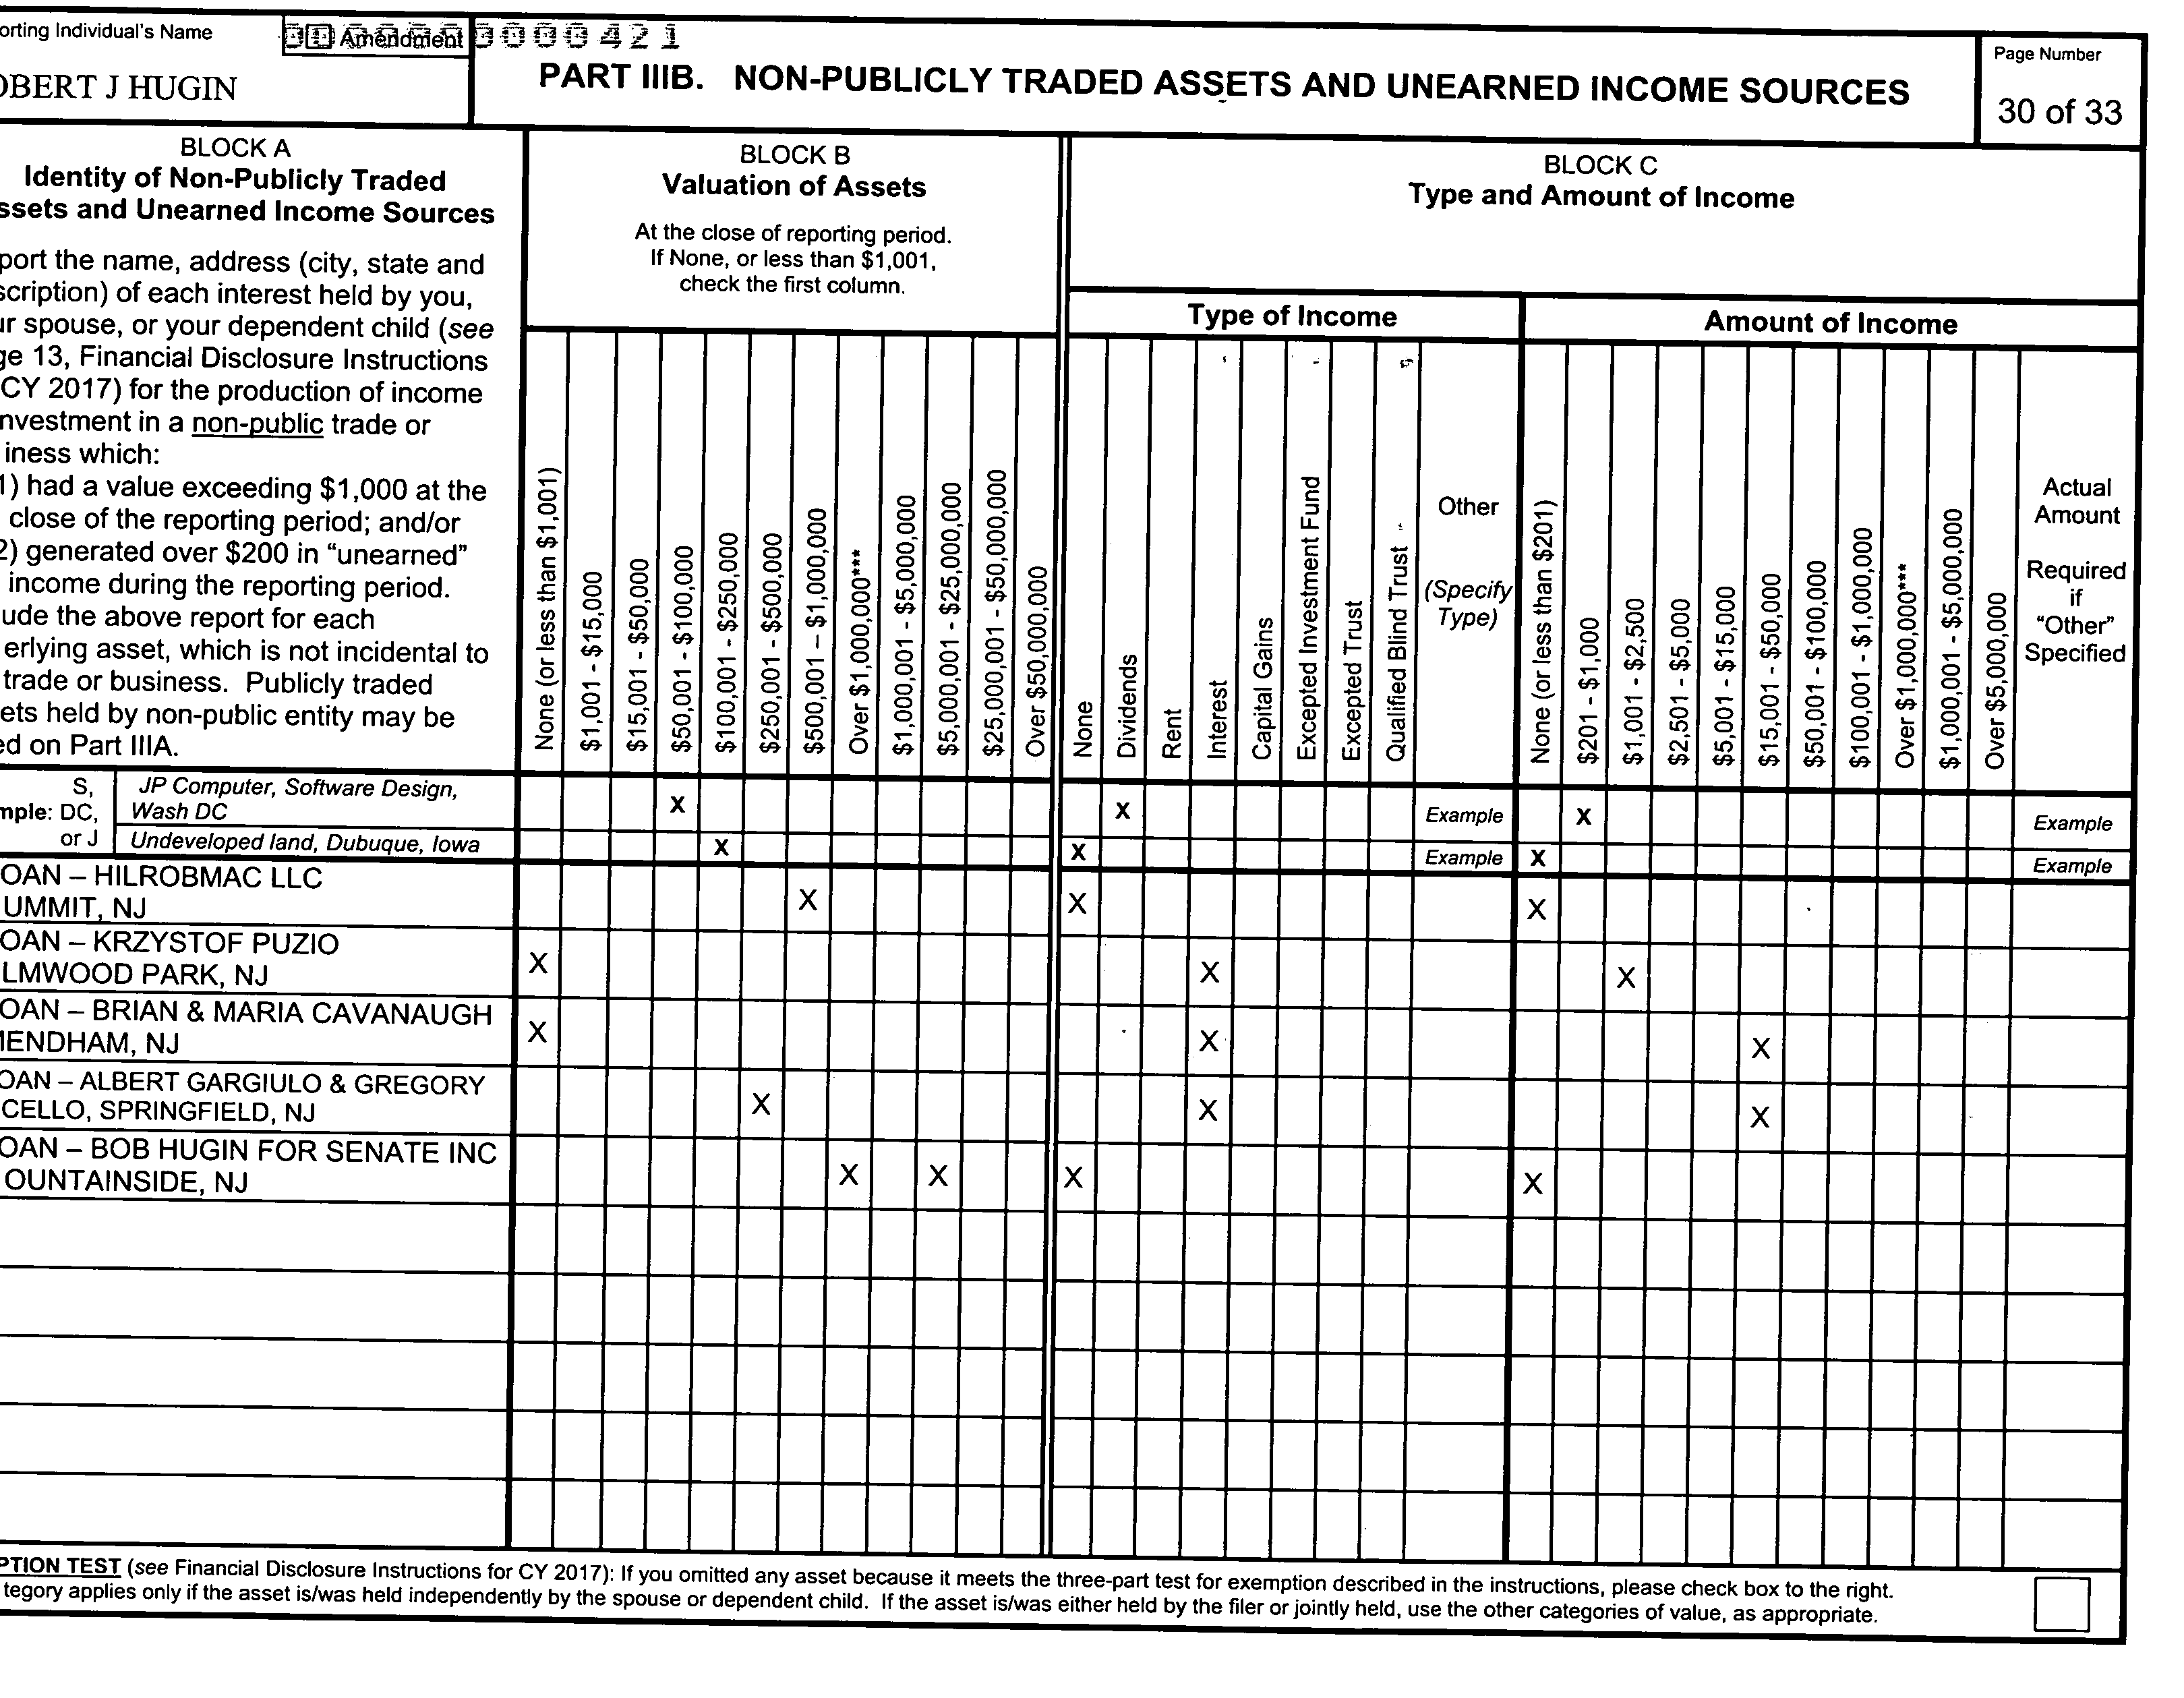 orting Individual's Name
Amendment
0000421
OBERT J HUGIN
PART IIIB. NON-PUBLICLY TRADED ASSETS AND UNEARNED INCOME SOURCES
Page Number
30 of 33
BLOCK A
Identity of Non-Publicly Traded
ssets and Unearned Income Sources
port the name, address (city, state and
scription) of each interest held by you,
ur spouse, or your dependent child (see
ge 13, Financial Disclosure Instructions
CY 2017) for the production of income
nvestment in a non-public trade or
iness which:
1) had a value exceeding $1,000 at the
close of the reporting period; and/or
2) generated over $200 in “unearned”
income during the reporting period.
ude the above report for each
erlying asset, which is not incidental to
trade or business. Publicly traded
ets held by non-public entity may be
ed on Part IIIA.
BLOCK B
Valuation of Assets
At the close of reporting period.
If None, or less than $1,001,
check the first column.
None (or less than $1,001)
$1,001 - $15,000
$15,001 - $50,000
$50,001 - $100,000
$100,001 - $250,000
$250,001 - $500,000
$500,001 – $1,000,000
Over $1,000,000***
$1,000,001 - $5,000,000
$5,000,001 - $25,000,000
$25,000,001 - $50,000,000
Over $50,000,000
BLOCK C
Type and Amount of Income
Type of Income
None
Dividends
Rent
Interest
Capital Gains
Excepted Investment Fund
Excepted Trust
Qualified Blind Trust
Other
(Specify
Type)
Amount of Income
None (or less than $201)
$201 - $1,000
$1,001 - $2,500
$2,501 - $5,000
$5,001 - $15,000
$15,001 - $50,000
$50,001 - $100,000
$100,001 - $1,000,000
Over $1,000,000***
$1,000,001 - $5,000,000
Over $5,000,000
Actual
Amount
Required
if
“Other”
Specified
S,
mple: DC,
or J
JP Computer, Software Design,
Wash DC
X X Example X Example
Undeveloped land, Dubuque, Iowa X X Example X Example
OAN – HILROBMAC LLC
UMMIT, NJ X X X
OAN – KRZYSTOF PUZIO
LMWOOD PARK, NJ X X X
OAN – BRIAN & MARIA CAVANAUGH
MENDHAM, NJ X X X
OAN – ALBERT GARGIULO & GREGORY
CELLO, SPRINGFIELD, NJ X X X
OAN – BOB HUGIN FOR SENATE INC
OUNTAINSIDE, NJ X X X X
PTION TEST (see Financial Disclosure Instructions for CY 2017): If you omitted any asset because it meets the three-part test for exemption described in the instructions, please check box to the right.
tegory applies only if the asset is/was held independently by the spouse or dependent child. If the asset is/was either held by the filer or jointly held, use the other categories of value, as appropriate.